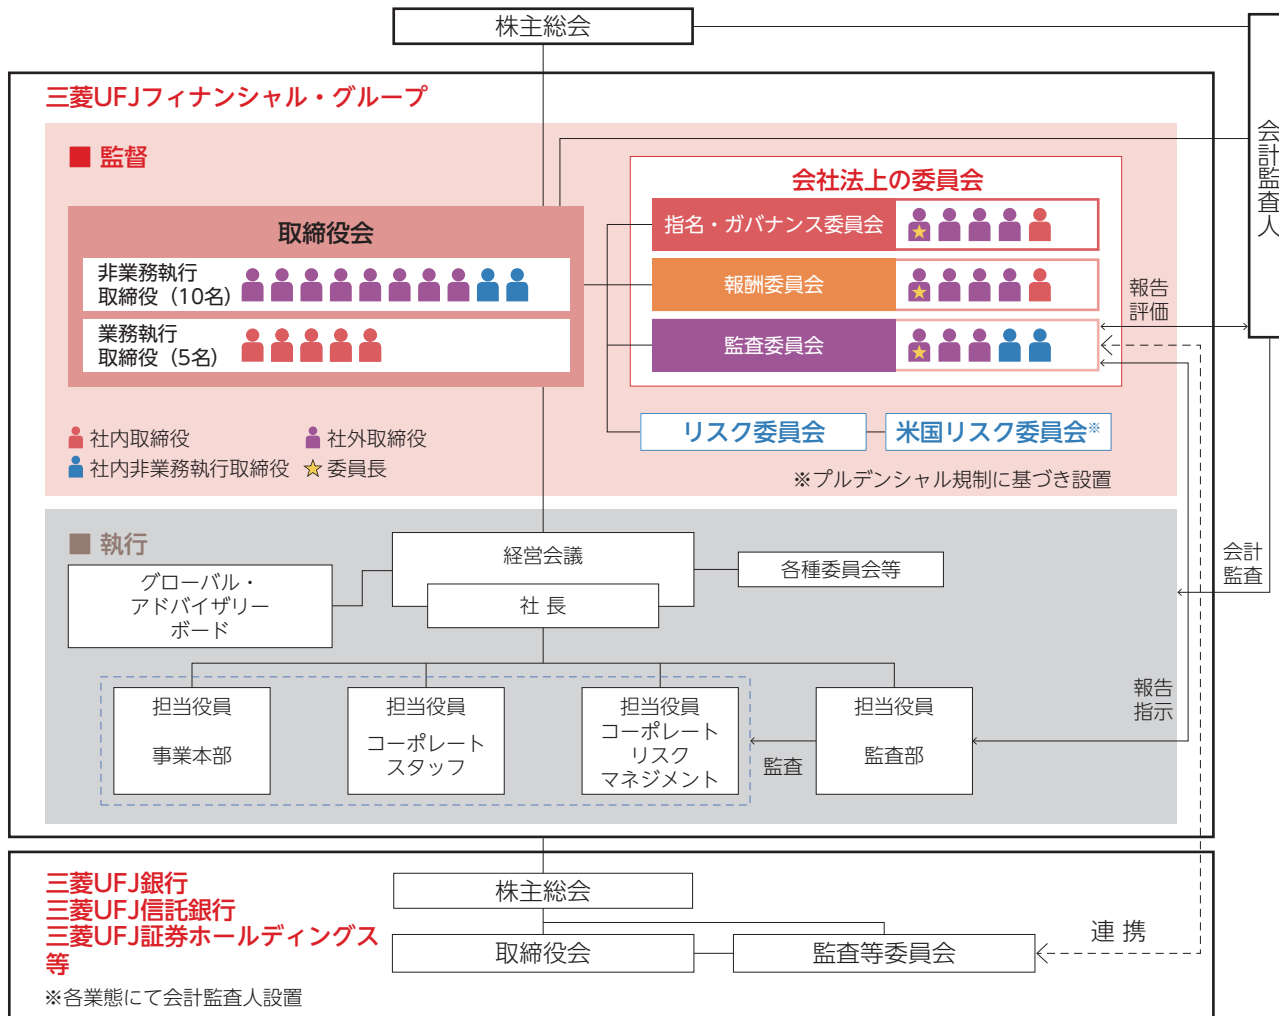 株主総会
会計監査人
三菱UFJフィナンシャル・グループ
■ 監督
会社法上の委員会
取締役会
非業務執行
取締役（10名）
業務執行
取締役（5名）
指名・ガバナンス委員会
報酬委員会
監査委員会
報告
評価
社内取締役
社外取締役
社内非業務執行取締役
委員長
リスク委員会
米国リスク委員会※
※プルデンシャル規制に基づき設置
■ 執行
経営会議
社 長
各種委員会等
グローバル・
アドバイザリー
ボード
会計
監査
担当役員
事業本部
担当役員
コーポレート
スタッフ
担当役員
コーポレート
リスク
マネジメント
監査
担当役員
監査部
報告
指示
三菱UFJ銀行
三菱UFJ信託銀行
三菱UFJ証券ホールディングス
等
※各業態にて会計監査人設置
株主総会
取締役会
監査等委員会
連 携